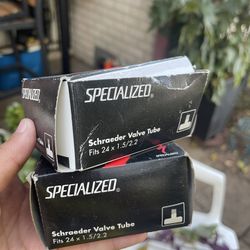 SPECIALIZED®
Schraeder Valve Tube
Fits 24 x 1.5/2.2
SPECIALIZED®
Schraeder Valve Tube
Fits 24 x 1.5/2.2